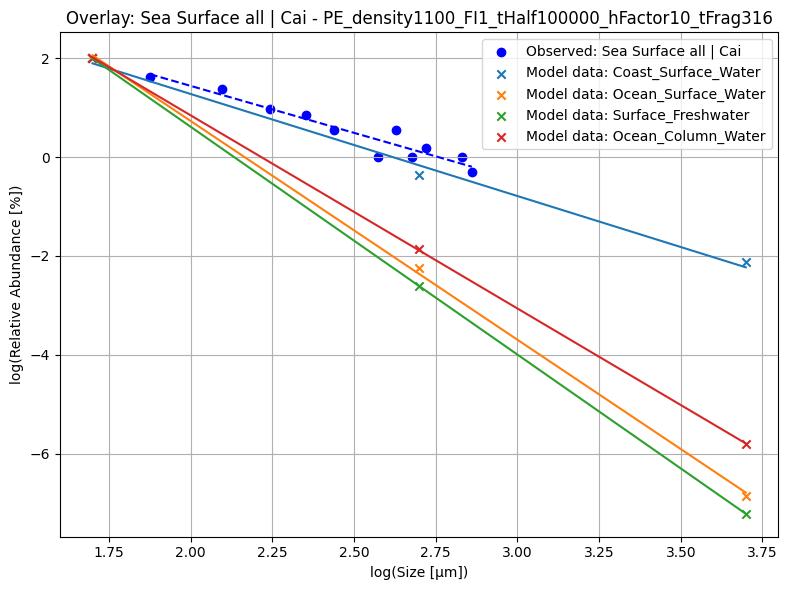 Overlay: Sea Surface all | Cai - PE_density1100_FI1_tHalf100000_hFactor10_tFrag316
Observed: Sea Surface all | Cai
Model data: Coast_Surface_Water
Model data: Ocean_Surface_Water
Model data: Surface_Freshwater
Model data: Ocean_Column_Water
log(Relative Abundance [%])
2
0
−2
−4
−6
1.75 2.00 2.25 2.50 2.75 3.00 3.25 3.50 3.75
log(Size [μm])